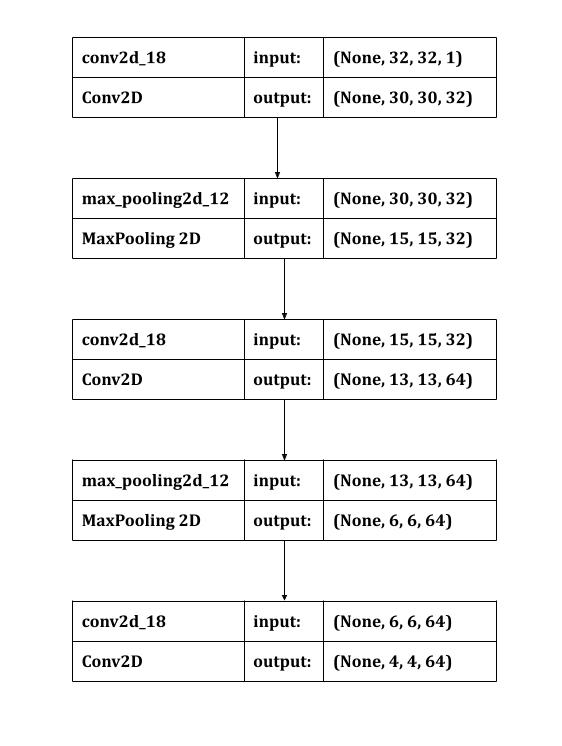 conv2d_18 input: (None, 32, 32, 1)
Conv2D output: (None, 30, 30, 32)
max_pooling2d_12 input: (None, 30, 30, 32)
MaxPooling 2D output: (None, 15, 15, 32)
conv2d_18 input: (None, 15, 15, 32)
Conv2D output: (None, 13, 13, 64)
max_pooling2d_12 input: (None, 13, 13, 64)
MaxPooling 2D output: (None, 6, 6, 64)
conv2d_18 input: (None, 6, 6, 64)
Conv2D output: (None, 4, 4, 64)